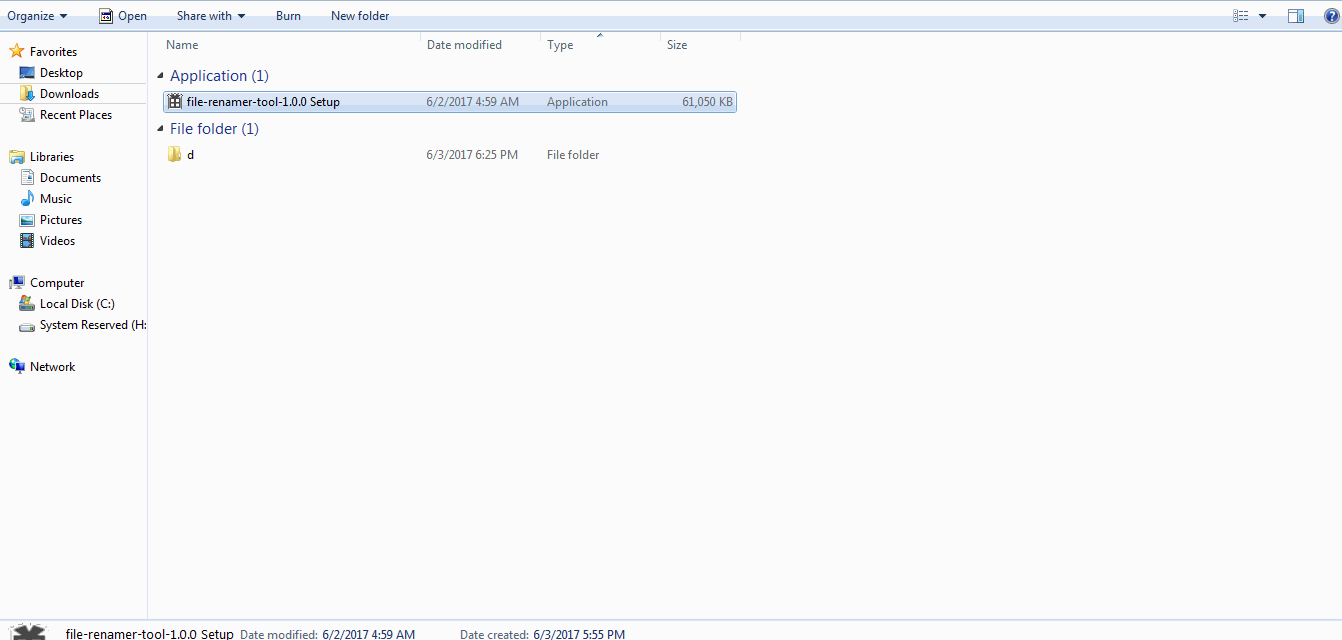 Organize Open Share with Burn New folder
Name Date modified Type Size
Favorites
Desktop
Downloads
Recent Places
Libraries
Documents
Music
Pictures
Videos
Computer
Local Disk (C:)
System Reserved (H:
Network
Application (1)
file-renamer-tool-1.0.0 Setup 6/2/2017 4:59 AM Application 61,050 KB
File folder (1)
d 6/3/2017 6:25 PM File folder
file-renamer-tool-1.0.0 Setup Date modified: 6/2/2017 4:59 AM Date created: 6/3/2017 5:55 PM